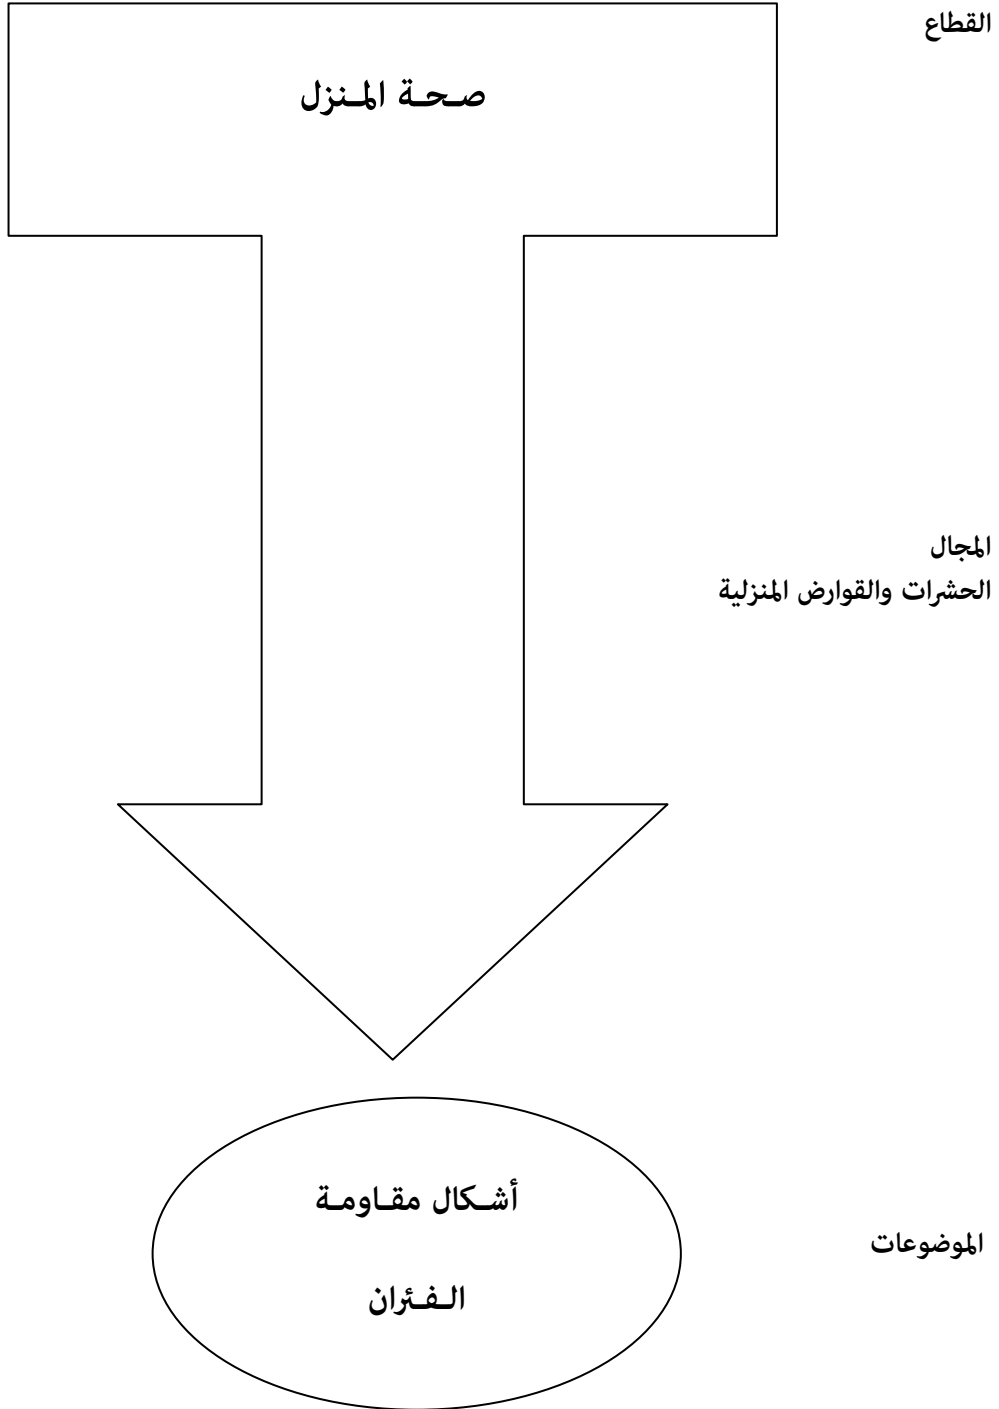 القطاع
صحة المنزل
المجال
الحشرات والقوارض المنزلية
أشكال مقاومة
الفئران
الموضوعات